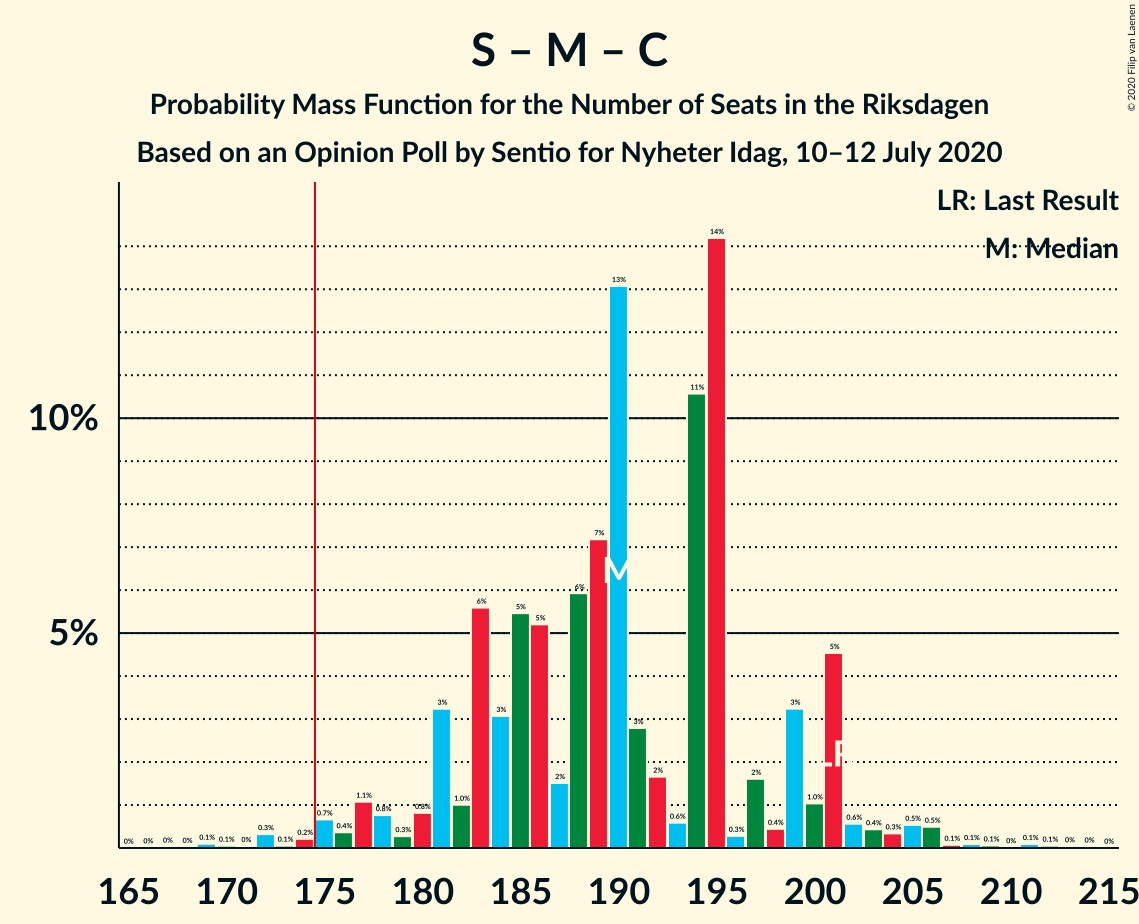 © 2020 Filip van Laenen
S – M – C
Probability Mass Function for the Number of Seats in the Riksdagen
Based on an Opinion Poll by Sentio for Nyheter Idag, 10–12 July 2020
LR: Last Result
M: Median
10%
5%
0% 0% 0% 0% 0.1% 0.1% 0% 0.3% 0.1% 0.2% 0.7% 0.4% 1.1% 0.8% 0.3% 0.8% 3% 1.0% 6% 3% 5% 5% 2% 6% 7% 13% 3% 2% 0.6% 11% 14% 0.3% 2% 0.4% 3% 1.0% 5% 0.6% 0.4% 0.3% 0.5% 0.5% 0.1% 0.1% 0.1% 0% 0.1% 0.1% 0% 0% 0%
M
LR
165 170 175 180 185 190 195 200 205 210 215